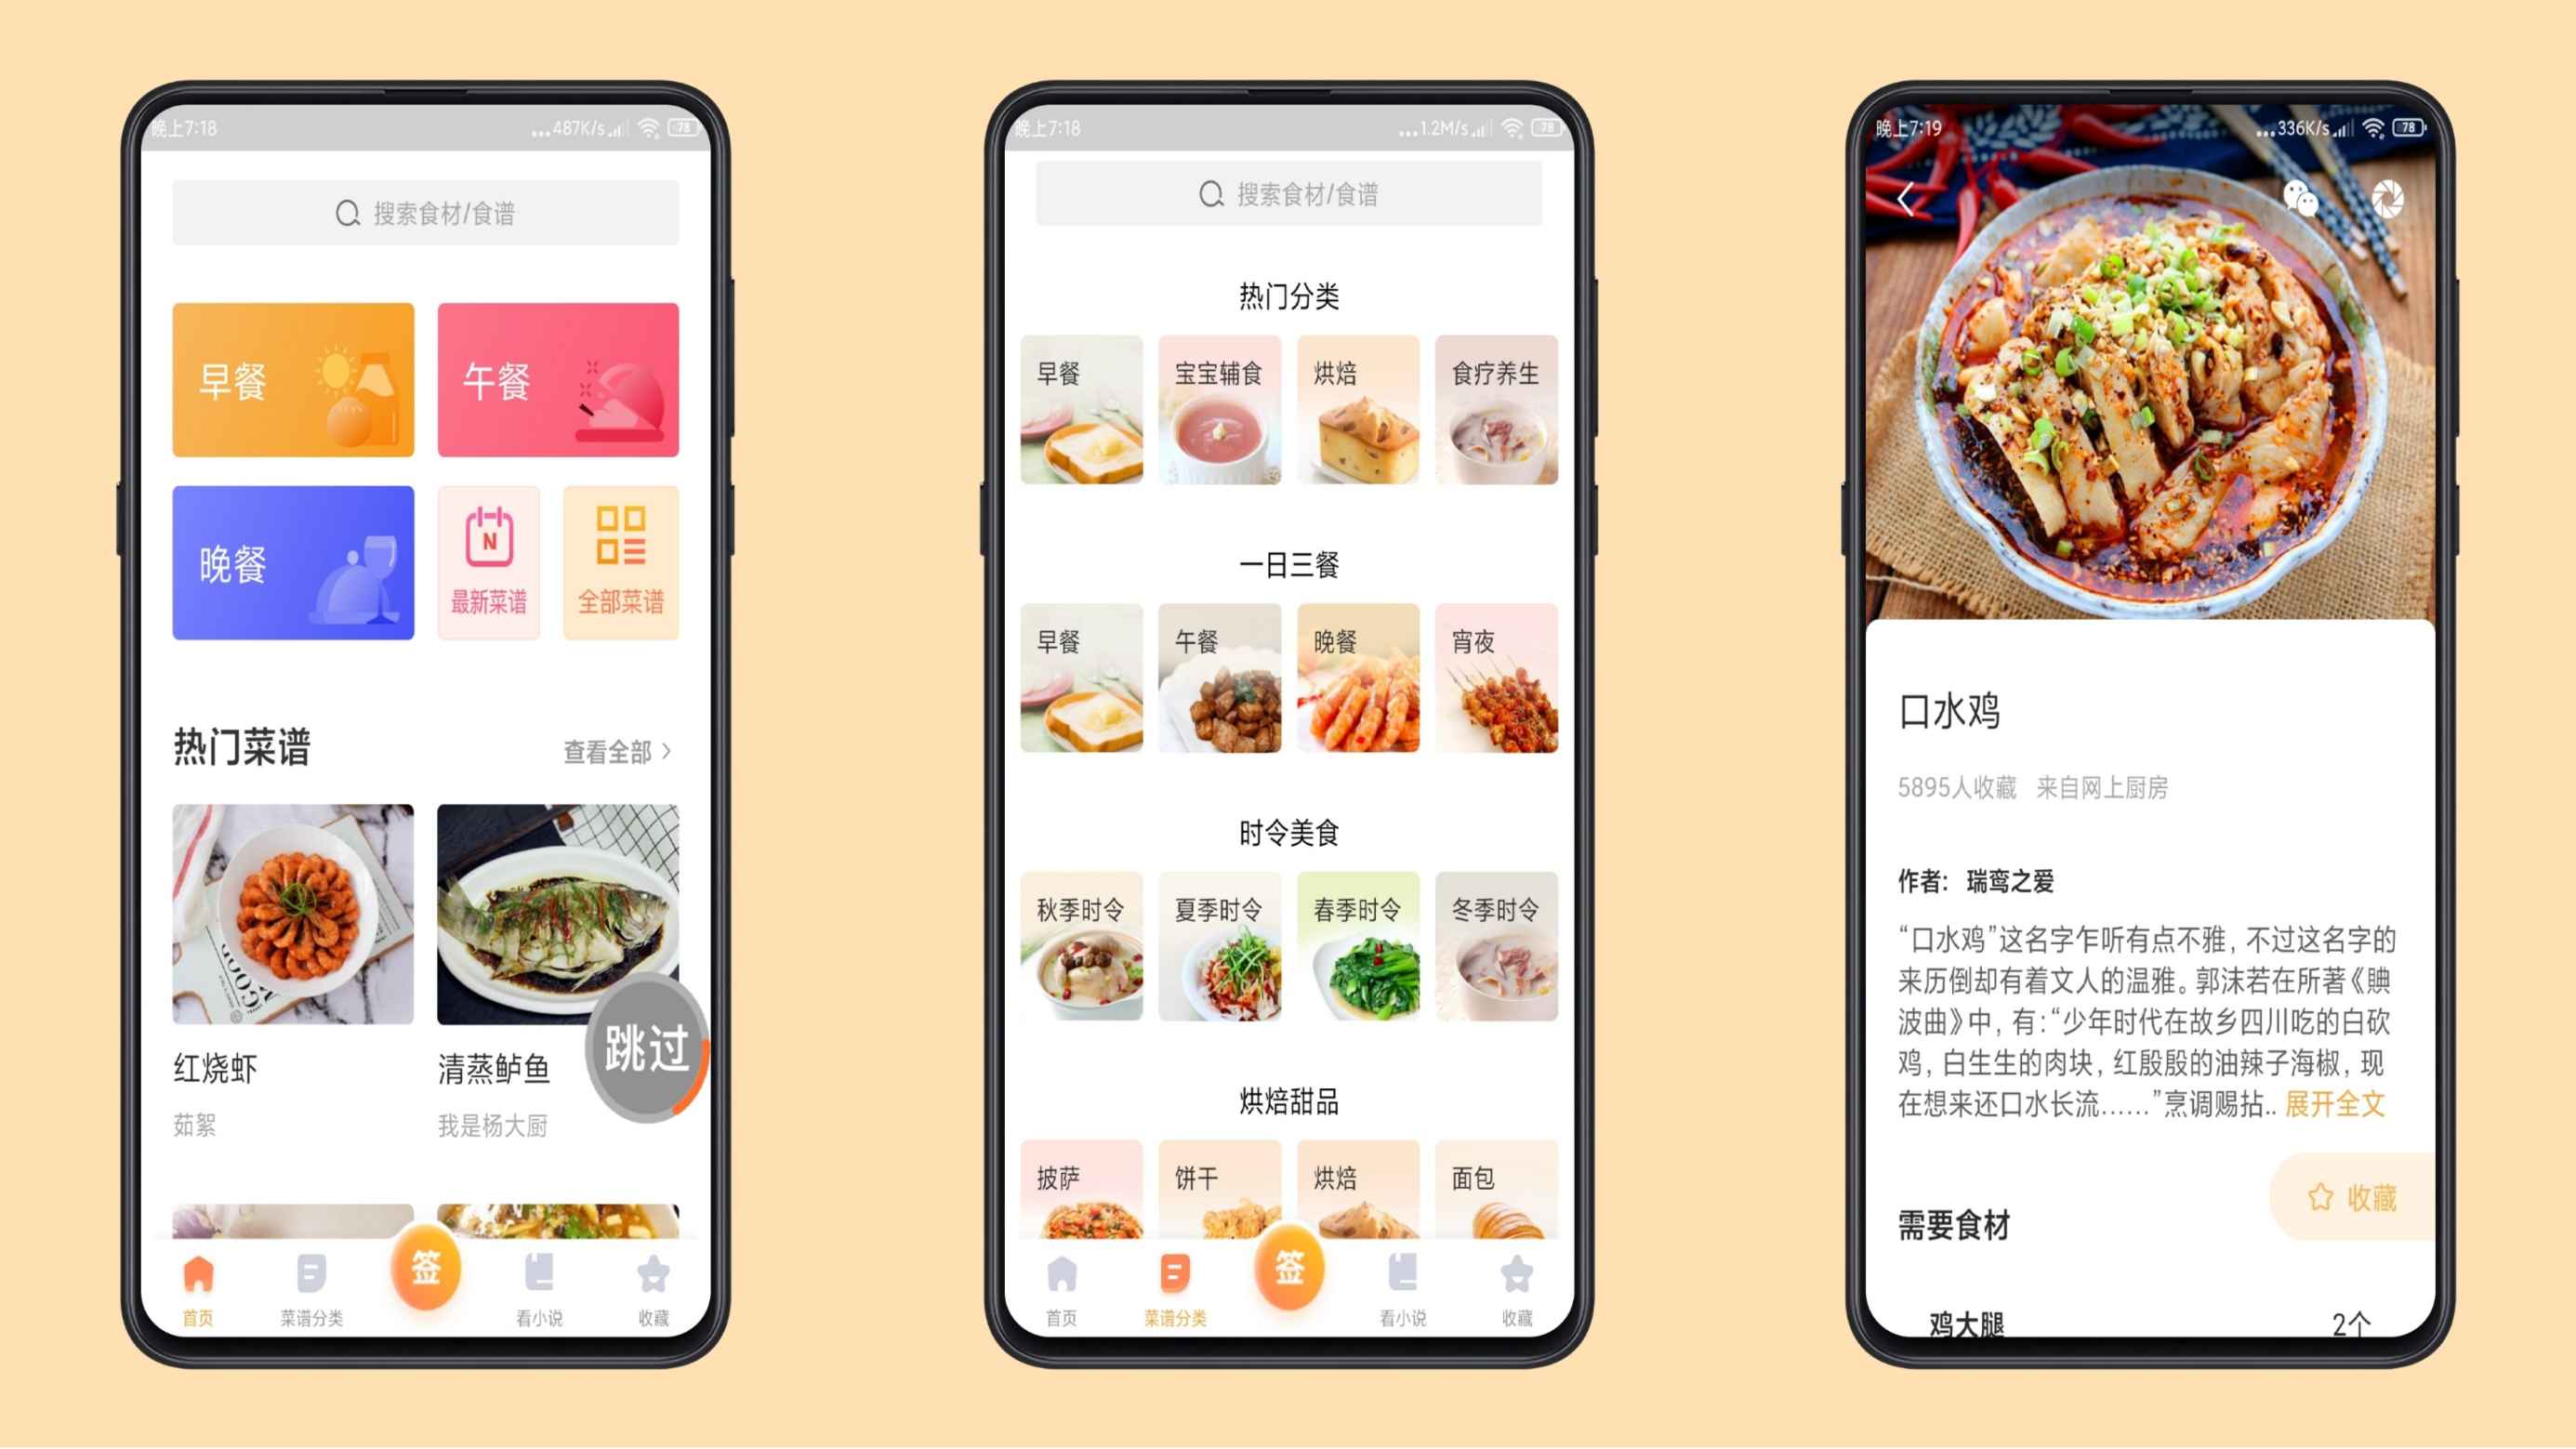 晚上7:18
...487K/s
78
搜索食材/食谱
早餐
午餐
晚餐
N
最新菜谱
全部菜谱
热门菜谱
查看全部
红烧虾
清蒸鲈鱼
跳过
茹絮
我是杨大厨
签
首页
菜谱分类
看小说
收藏
晚上7:18
...1.2M/s
78
搜索食材/食谱
热门分类
早餐
宝宝辅食
烘焙
食疗养生
一日三餐
早餐
午餐
晚餐
宵夜
时令美食
秋季时令
夏季时令
春季时令
冬季时令
烘焙甜品
披萨
饼干
烘焙
面包
签
首页
菜谱分类
看小说
收藏
晚上7:19
...336K/s
78
口水鸡
5895人收藏 来自网上厨房
作者: 瑞鸾之爱
“口水鸡”这名字乍听有点不雅, 不过这名字的
来历倒却有着文人的温雅。郭沫若在所著《賟
波曲》中, 有:“少年时代在故乡四川吃的白砍
鸡, 白生生的肉块, 红殷殷的油辣子海椒, 现
在想来还口水长流……”烹调赐拈.. 展开全文
收藏
需要食材
鸡大腿 2个